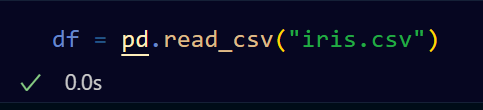 df = pd.read_csv("iris.csv")
0.0s